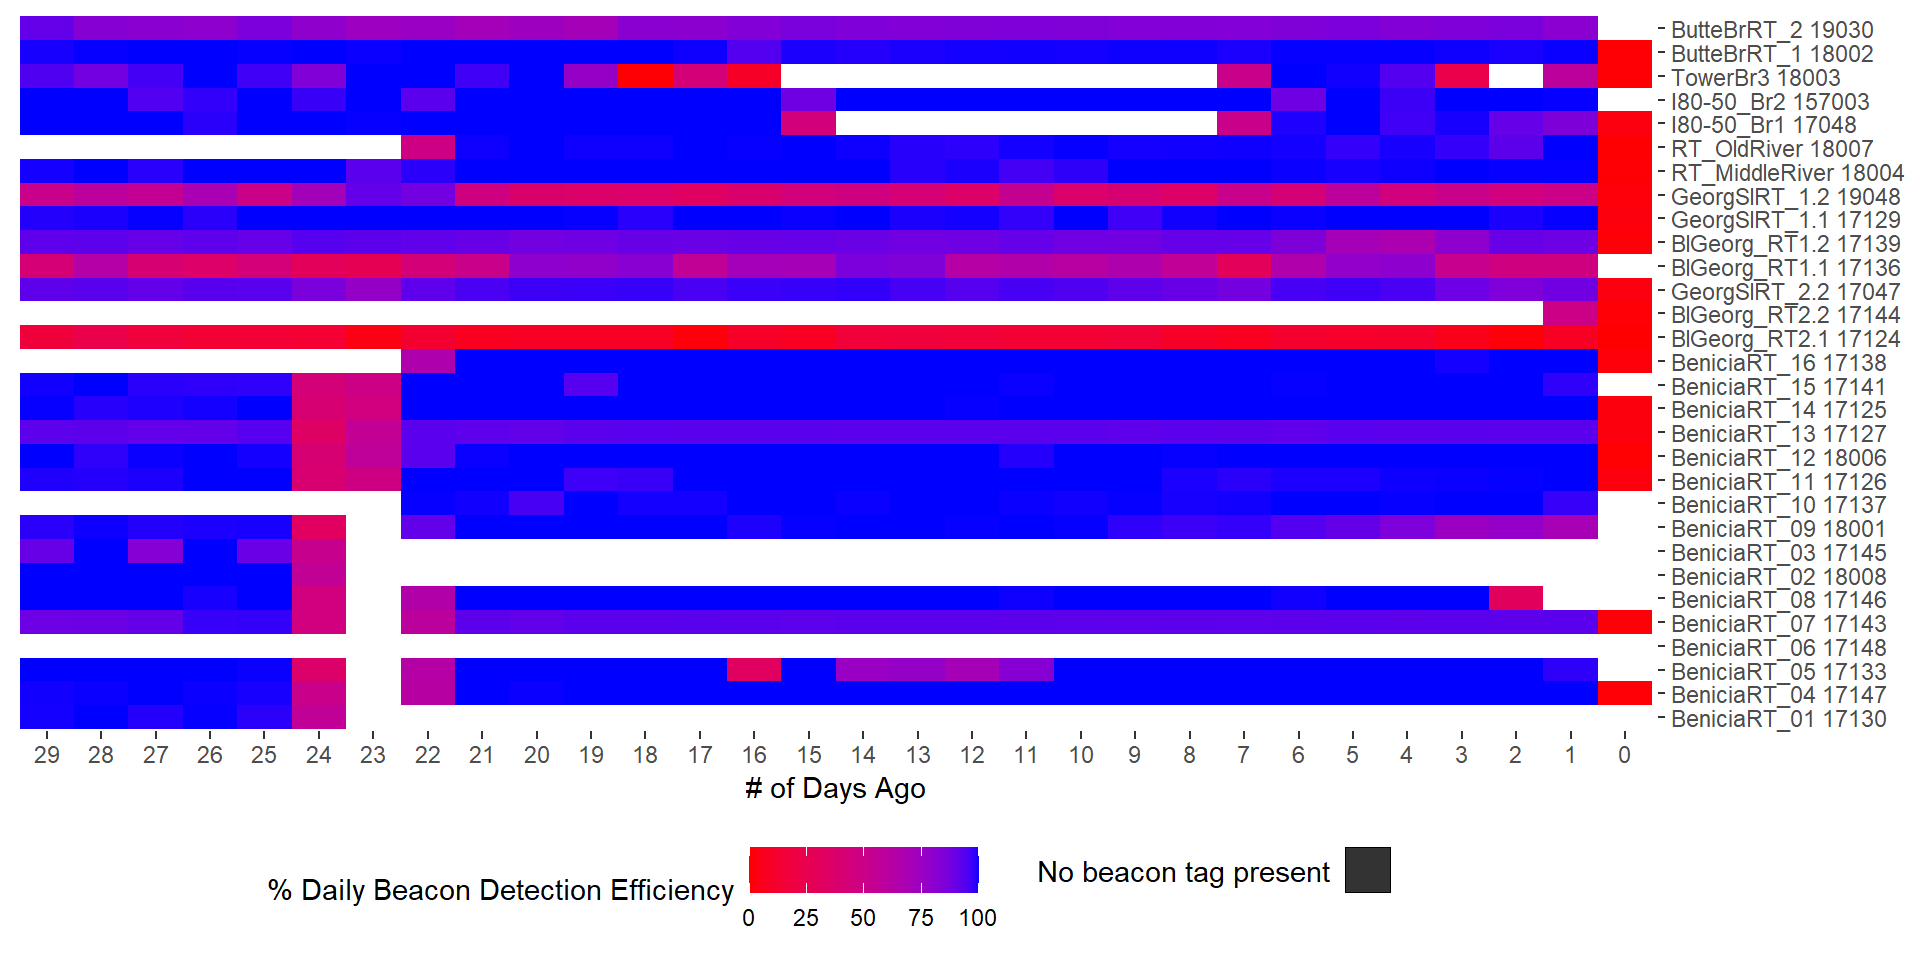 ButteBrRT_2 19030
ButteBrRT_1 18002
TowerBr3 18003
I80-50_Br2 157003
I80-50_Br1 17048
RT_OldRiver 18007
RT_MiddleRiver 18004
GeorgSlRT_1.2 19048
GeorgSlRT_1.1 17129
BlGeorg_RT1.2 17139
BlGeorg_RT1.1 17136
GeorgSlRT_2.2 17047
BlGeorg_RT2.2 17144
BlGeorg_RT2.1 17124
BeniciaRT_16 17138
BeniciaRT_15 17141
BeniciaRT_14 17125
BeniciaRT_13 17127
BeniciaRT_12 18006
BeniciaRT_11 17126
BeniciaRT_10 17137
BeniciaRT_09 18001
BeniciaRT_03 17145
BeniciaRT_02 18008
BeniciaRT_08 17146
BeniciaRT_07 17143
BeniciaRT_06 17148
BeniciaRT_05 17133
BeniciaRT_04 17147
BeniciaRT_01 17130
29 28 27 26 25 24 23 22 21 20 19 18 17 16 15 14 13 12 11 10 9 8 7 6 5 4 3 2 1 0
# of Days Ago
% Daily Beacon Detection Efficiency
0 25 50 75 100
No beacon tag present